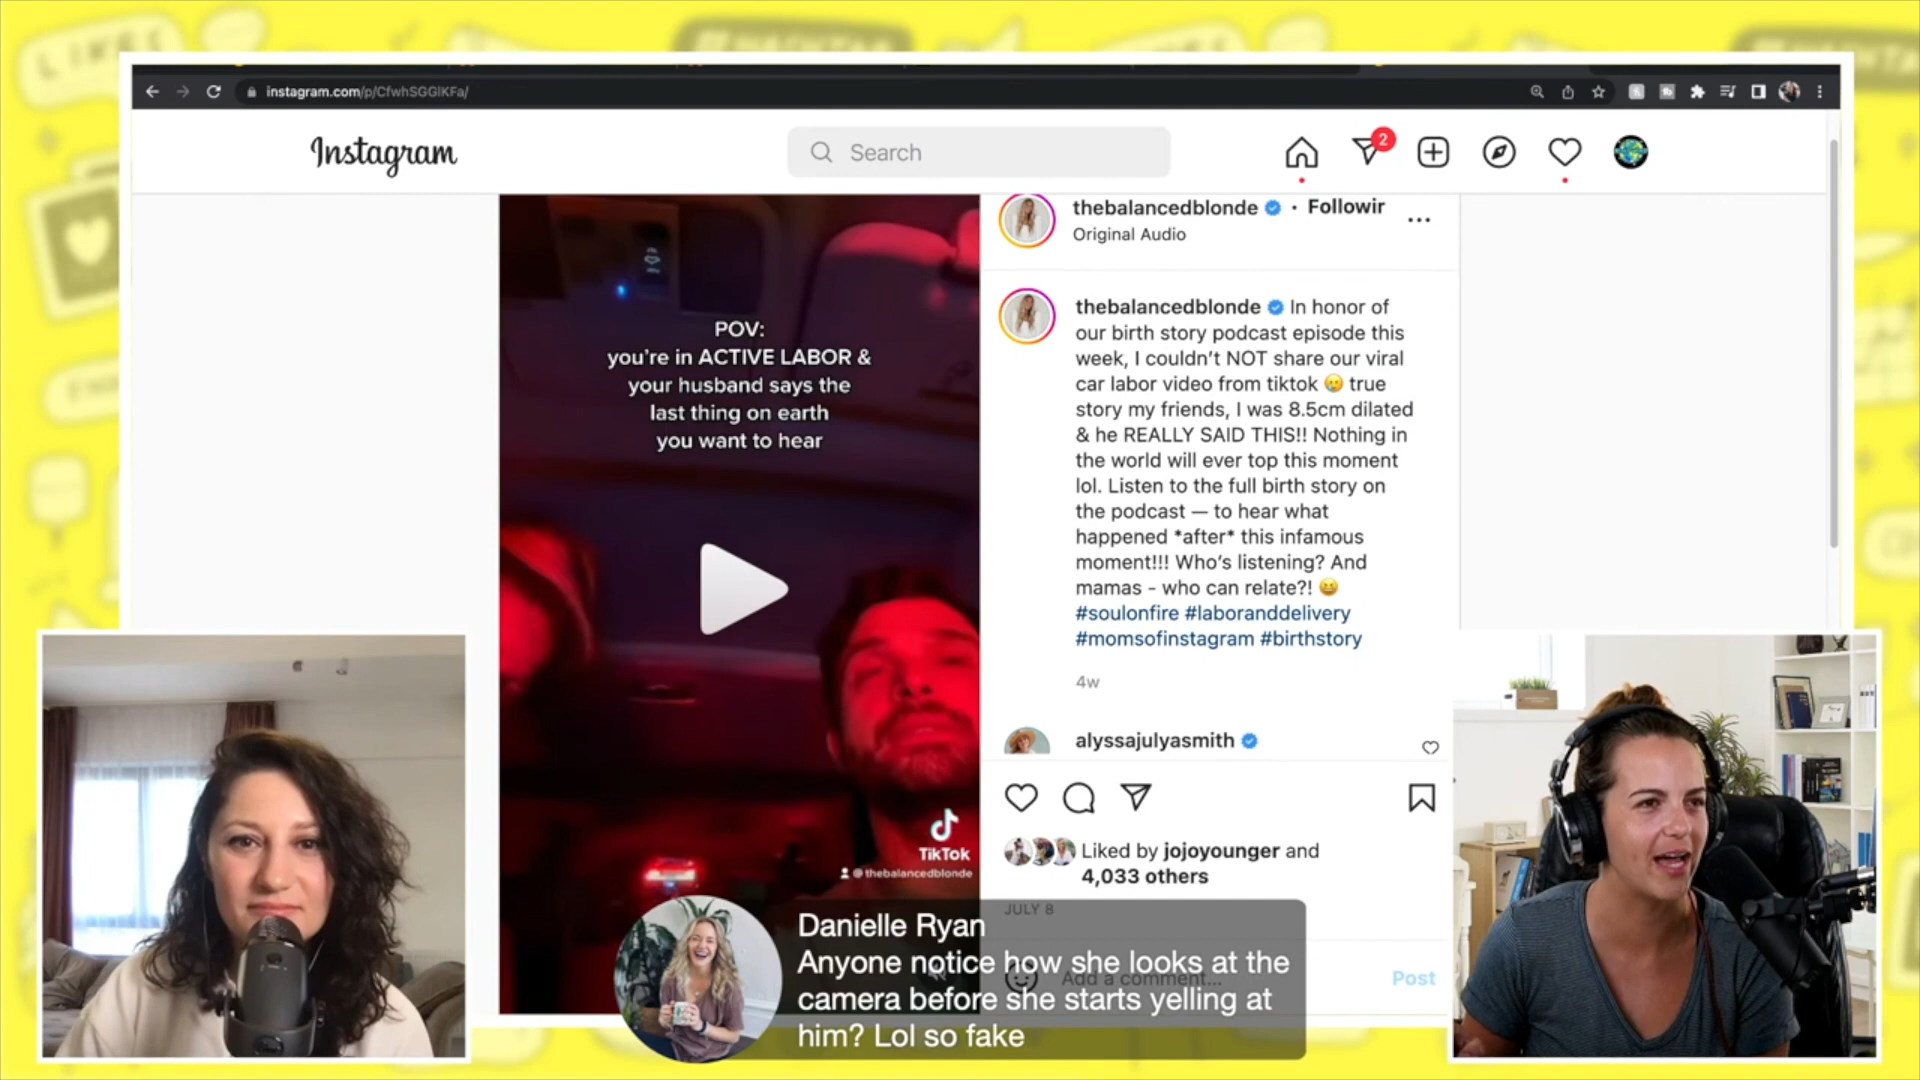 LIKES
#HASHTAG
instagram.com/p/CfwhSGGlKFa/
Instagram
Search
2
thebalancedblonde · Followir
Original Audio
POV:
you're in ACTIVE LABOR &
your husband says the
last thing on earth
you want to hear
TikTok
@thebalancedblonde
thebalancedblonde In honor of
our birth story podcast episode this
week, I couldn't NOT share our viral
car labor video from tiktok 😢 true
story my friends, I was 8.5cm dilated
& he REALLY SAID THIS!! Nothing in
the world will ever top this moment
lol. Listen to the full birth story on
the podcast — to hear what
happened *after* this infamous
moment!!! Who's listening? And
mamas - who can relate?! 😆
#soulonfire #laboranddelivery
#momsofinstagram #birthstory
4w
alyssajulyasmith
Liked by jojoyounger and
4,033 others
JULY 8
Add a comment...
Post
Danielle Ryan
Anyone notice how she looks at the
camera before she starts yelling at
him? Lol so fake